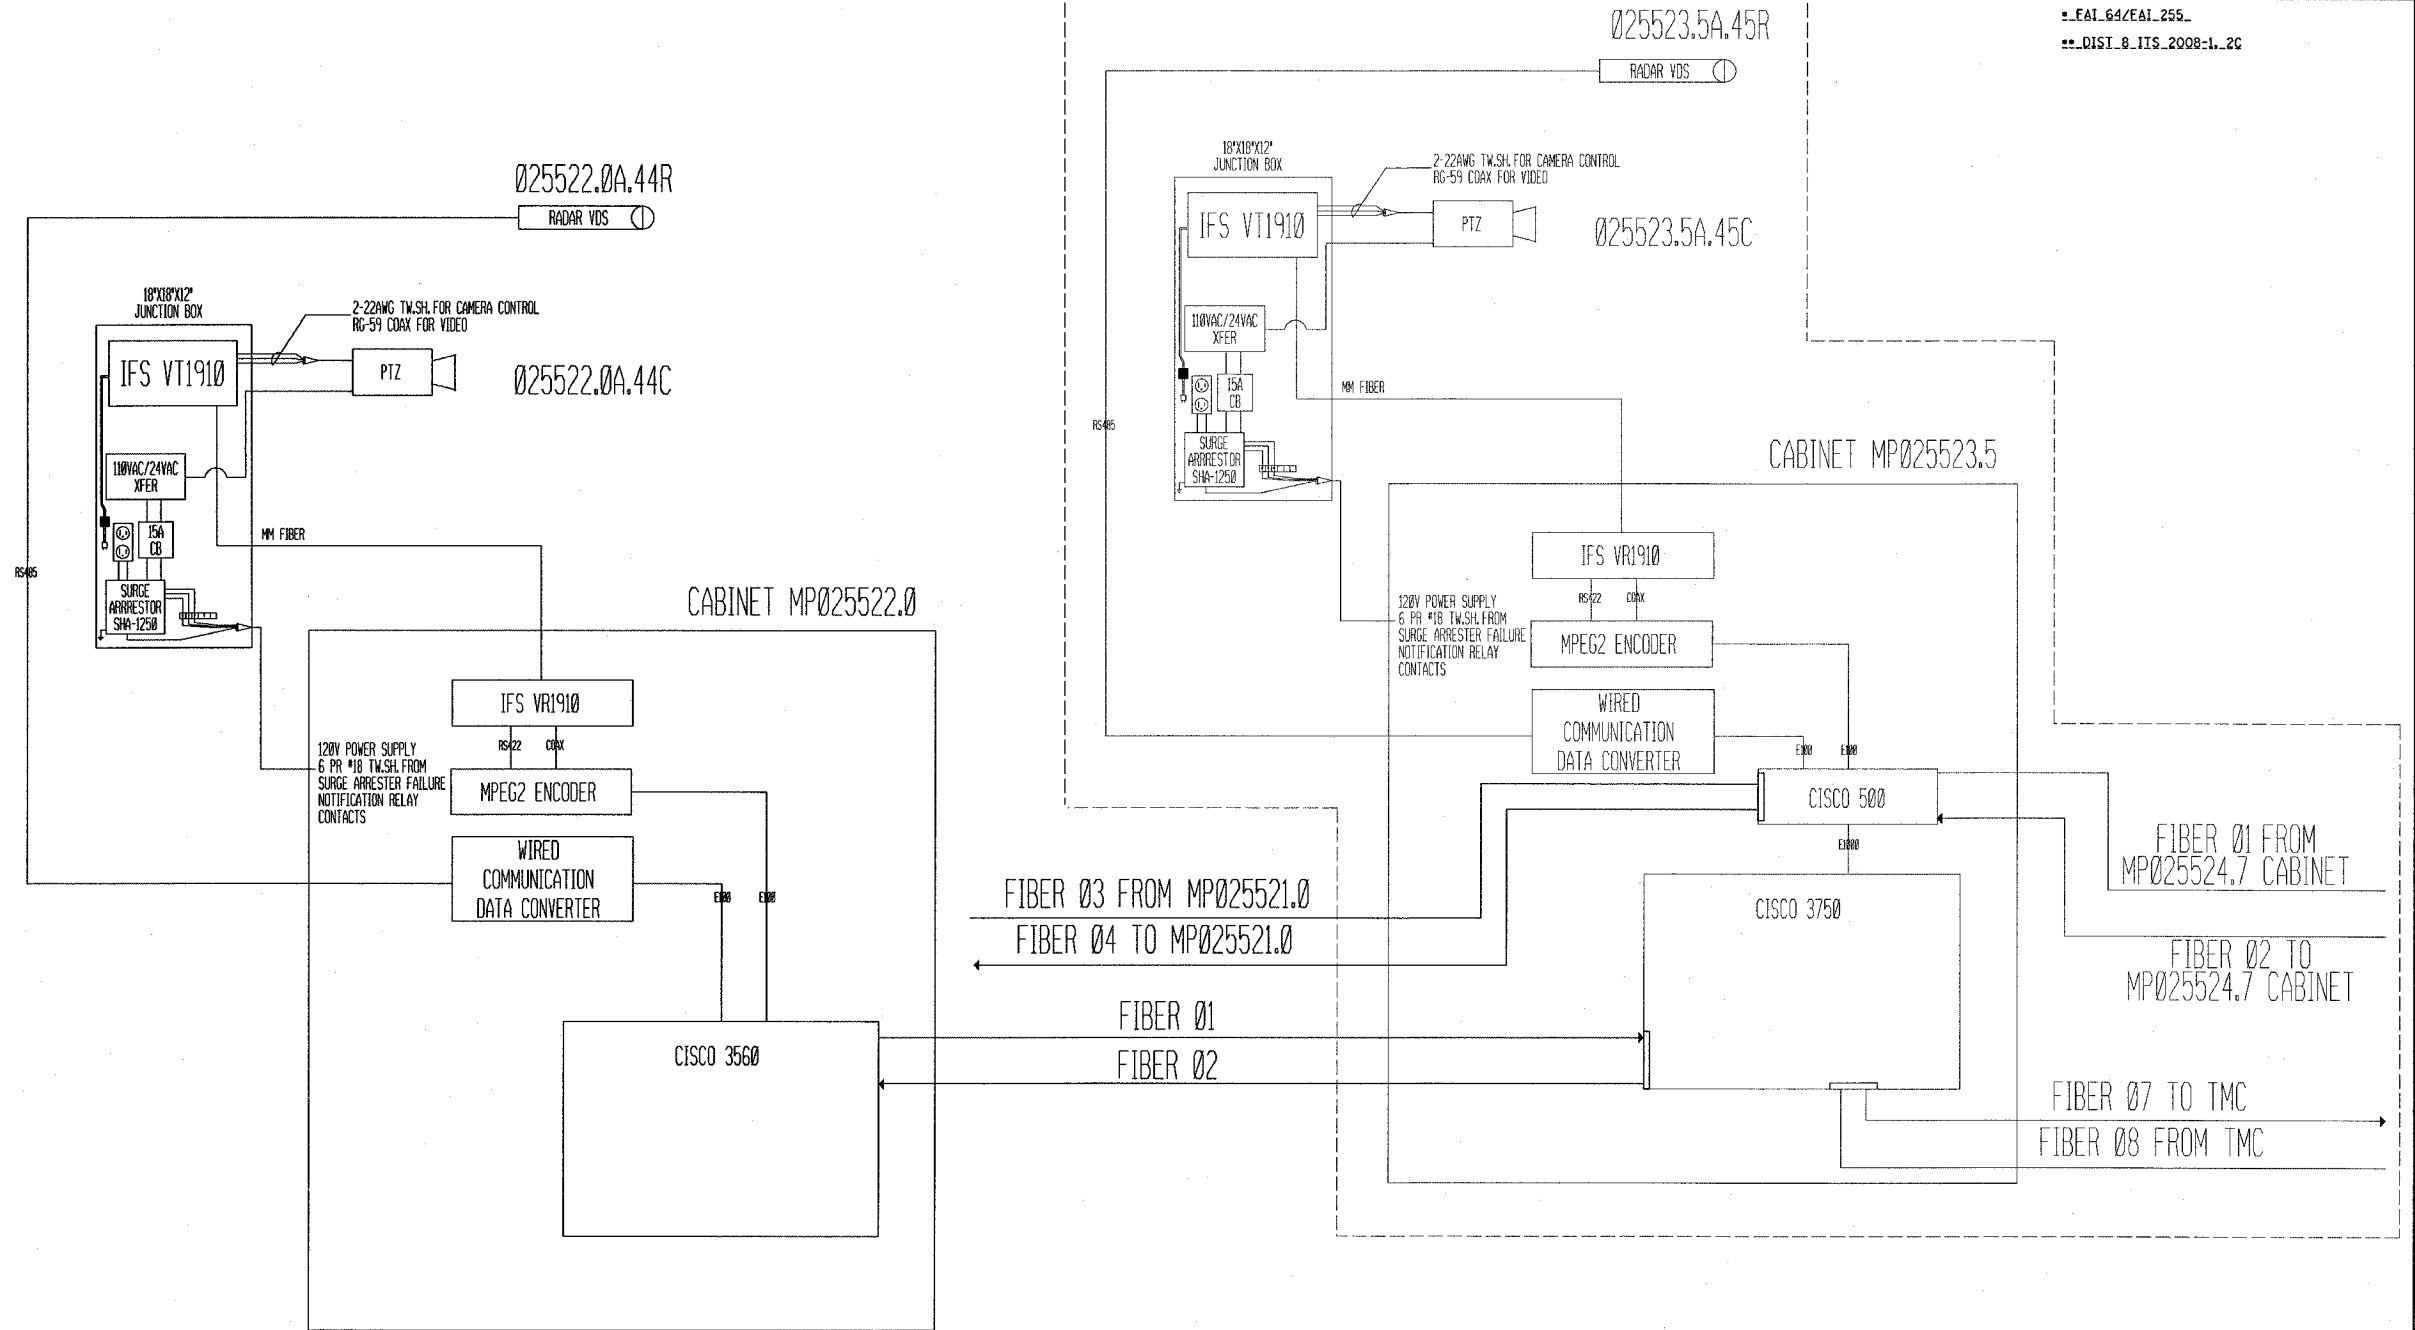 * FAI 64/FAI 255
** DIST 8 ITS 2008-1, 2C
Ø25523.5A.45R
RADAR VDS
18"X18"X12"
JUNCTION BOX
2-22AWG TW.SH. FOR CAMERA CONTROL
RG-59 COAX FOR VIDEO
IFS VT191Ø
PTZ
Ø25523.5A.45C
11ØVAC/24VAC
XFER
15A
CB
MM FIBER
RS485
SURGE
ARRRESTOR
SHA-125Ø
CABINET MPØ25523.5
IFS VR191Ø
RS422
COAX
12ØV POWER SUPPLY
6 PR #18 TW.SH. FROM
SURGE ARRESTER FAILURE
NOTIFICATION RELAY
CONTACTS
MPEG2 ENCODER
WIRED
COMMUNICATION
DATA CONVERTER
E100
E100
CISCO 5ØØ
E1000
CISCO 375Ø
FIBER Ø1 FROM
MPØ25524.7 CABINET
FIBER Ø2 TO
MPØ25524.7 CABINET
FIBER Ø7 TO TMC
FIBER Ø8 FROM TMC
Ø25522.ØA.44R
RADAR VDS
18"X18"X12"
JUNCTION BOX
2-22AWG TW.SH. FOR CAMERA CONTROL
RG-59 COAX FOR VIDEO
IFS VT191Ø
PTZ
Ø25522.ØA.44C
11ØVAC/24VAC
XFER
15A
CB
MM FIBER
RS485
SURGE
ARRRESTOR
SHA-125Ø
CABINET MPØ25522.Ø
IFS VR191Ø
RS422
COAX
12ØV POWER SUPPLY
6 PR #18 TW.SH. FROM
SURGE ARRESTER FAILURE
NOTIFICATION RELAY
CONTACTS
MPEG2 ENCODER
WIRED
COMMUNICATION
DATA CONVERTER
E100
E100
CISCO 356Ø
FIBER Ø3 FROM MPØ25521.Ø
FIBER Ø4 TO MPØ25521.Ø
FIBER Ø1
FIBER Ø2